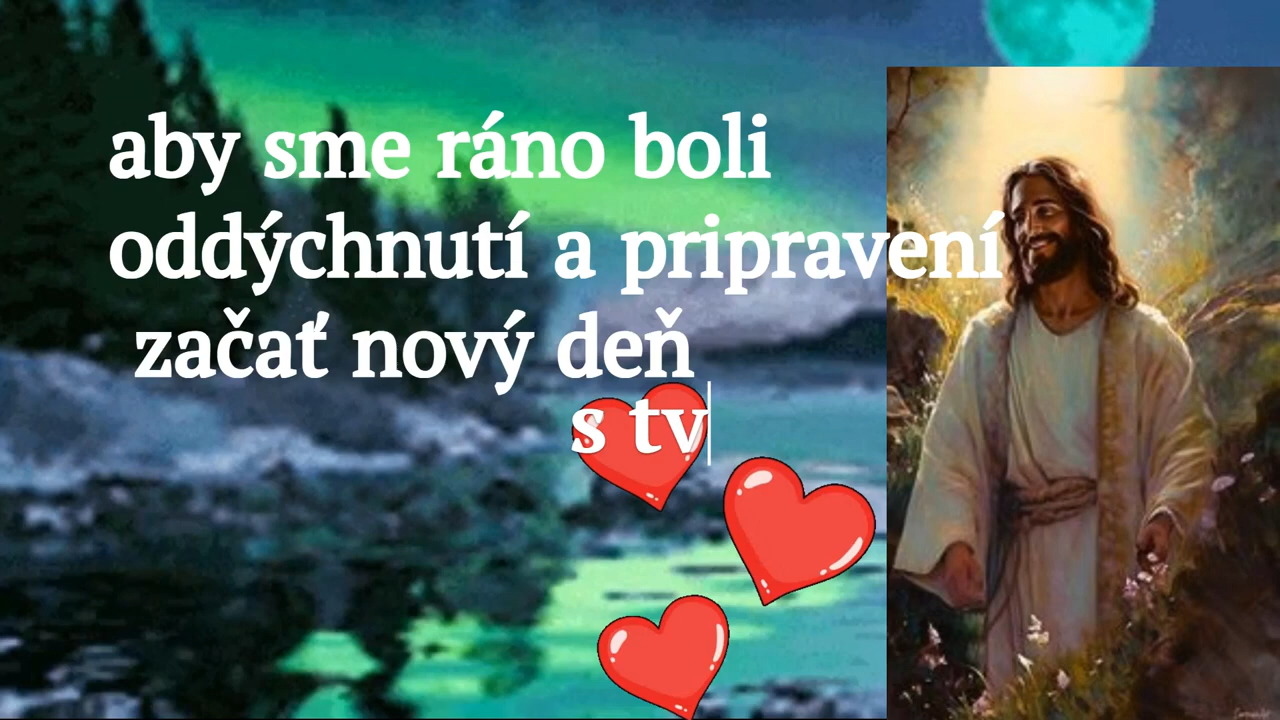 aby sme ráno boli
oddýchnutí a pripravení
začať nový deň
s tv